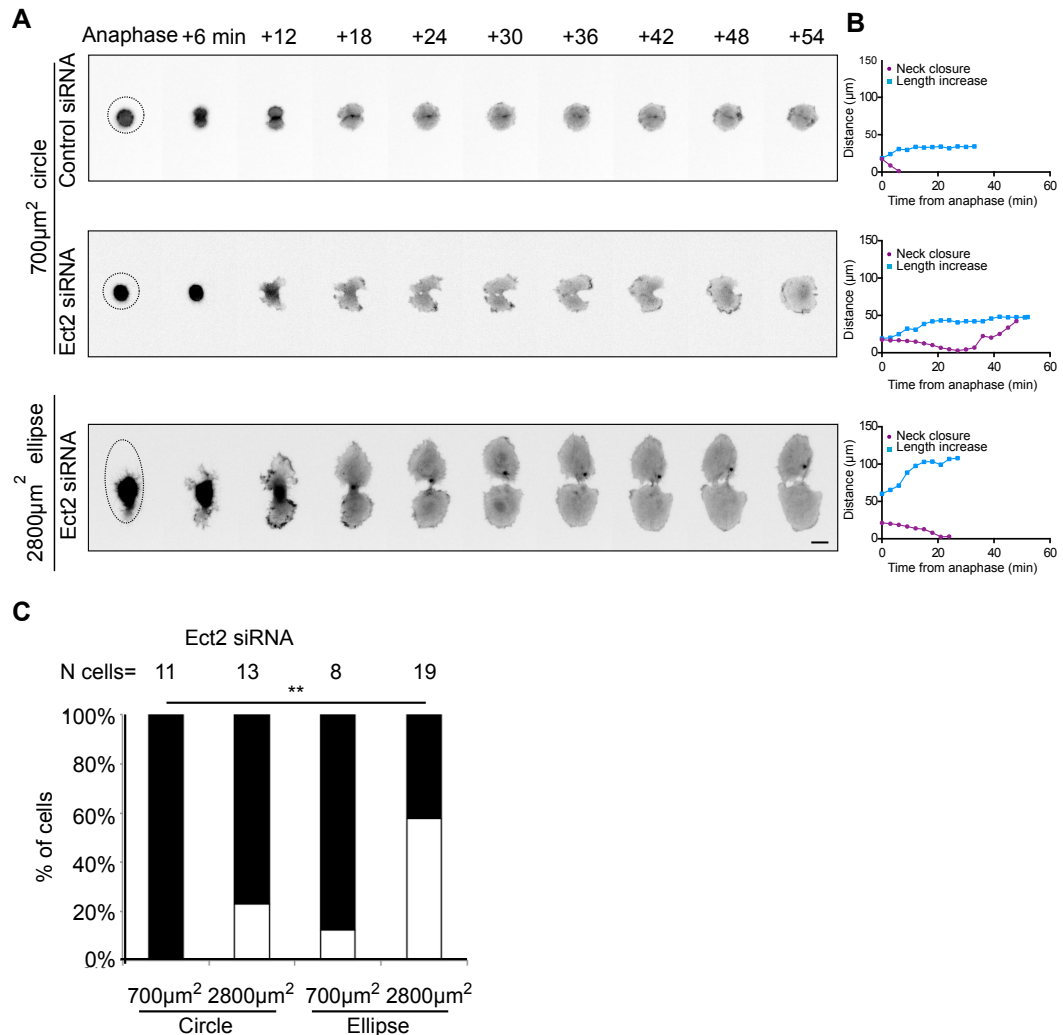 A
B
Anaphase +6 min +12 +18 +24 +30 +36 +42 +48 +54
700µm² circle
Control siRNA
Ect2 siRNA
2800µm² ellipse
Ect2 siRNA
Neck closure
Length increase
Distance (µm)
150
100
50
0
0 20 40 60
Time from anaphase (min)
Neck closure
Length increase
Distance (µm)
150
100
50
0
0 20 40 60
Time from anaphase (min)
Neck closure
Length increase
Distance (µm)
150
100
50
0
0 20 40 60
Time from anaphase (min)
C
Ect2 siRNA
N cells= 11 13 8 19
**
% of cells
100%
80%
60%
40%
20%
0%
700µm² 2800µm² 700µm² 2800µm²
Circle Ellipse